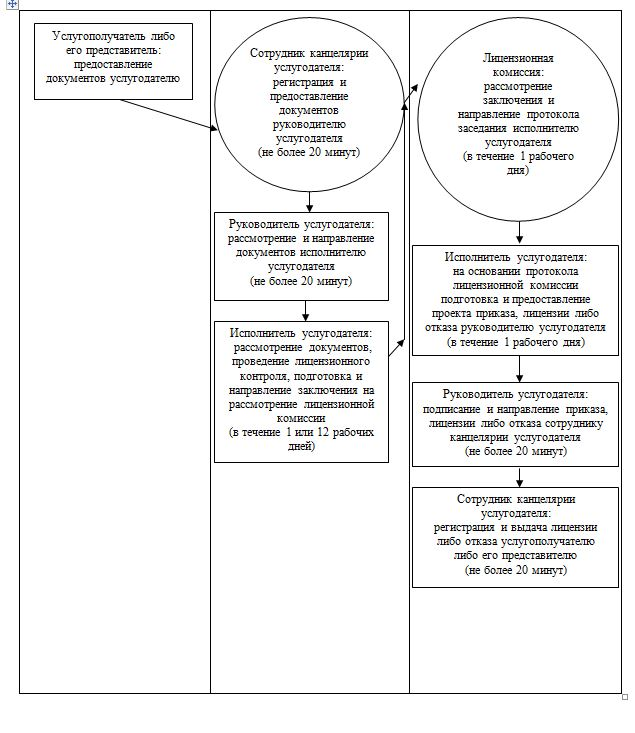 Услугополучатель либо
его представитель:
предоставление
документов услугодателю
Сотрудник канцелярии
услугодателя:
регистрация и
предоставление
документов
руководителю
услугодателя
(не более 20 минут)
Руководитель услугодателя:
рассмотрение и направление
документов исполнителю
услугодателя
(не более 20 минут)
Исполнитель услугодателя:
рассмотрение документов,
проведение лицензионного
контроля, подготовка и
направление заключения на
рассмотрение лицензионной
комиссии
(в течение 1 или 12 рабочих
дней)
Лицензионная
комиссия:
рассмотрение
заключения и
направление протокола
заседания исполнителю
услугодателя
(в течение 1 рабочего
дня)
Исполнитель услугодателя:
на основании протокола
лицензионной комиссии
подготовка и предоставление
проекта приказа, лицензии либо
отказа руководителю услугодателя
(в течение 1 рабочего дня)
Руководитель услугодателя:
подписание и направление приказа,
лицензии либо отказа сотруднику
канцелярии услугодателя
(не более 20 минут)
Сотрудник канцелярии
услугодателя:
регистрация и выдача лицензии
либо отказа услугополучателю
либо его представителю
(не более 20 минут)